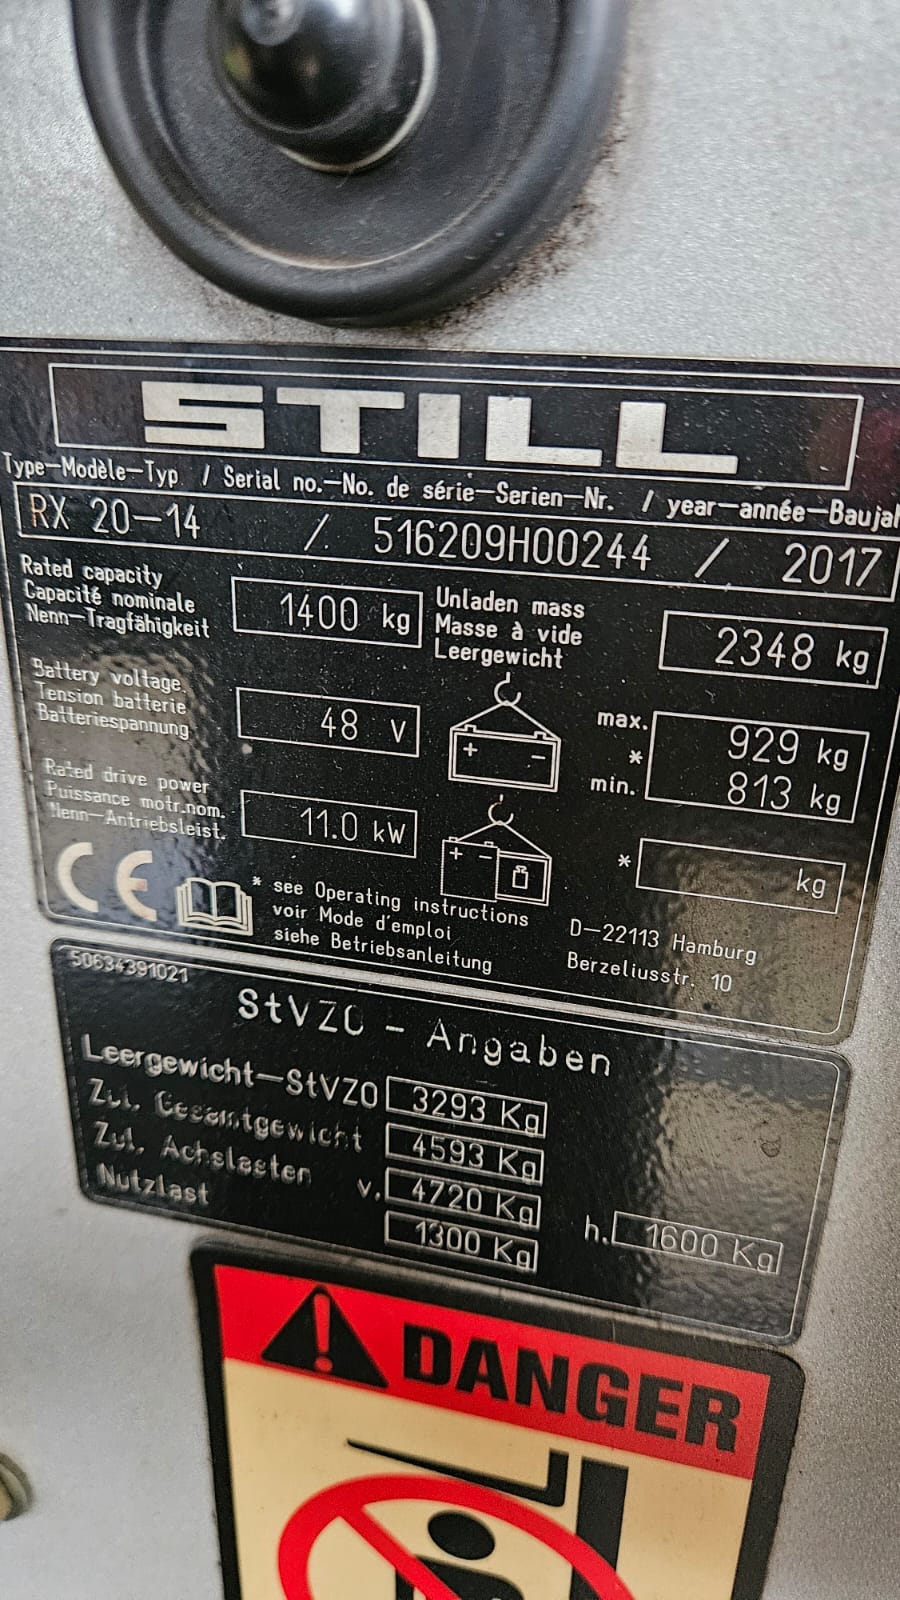 STILL
Type-Modèle-Typ / Serial no.-No. de série-Serien-Nr. / year-année-Baujah
RX 20-14 / 516209H00244 / 2017
Rated capacity
Capacité nominale
Nenn-Tragfähigkeit
1400 kg
Unladen mass
Masse à vide
Leergewicht
2348 kg
Battery voltage
Tension batterie
Batteriespannung
48 V
+ -
max. 929 kg
*
min. 813 kg
Rated drive power
Puissance motr.nom.
Nenn-Antriebsleist.
11.0 kW
+ -
* kg
CE
* see Operating instructions
voir Mode d'emploi
siehe Betriebsanleitung
D-22113 Hamburg
Berzeliusstr. 10
50634391021
StVZO - Angaben
Leergewicht-StVZO 3293 Kg
Zul. Gesamtgewicht 4593 Kg
Zul. Achslasten v. 4720 Kg h. 1600 Kg
Nutzlast 1300 Kg
DANGER